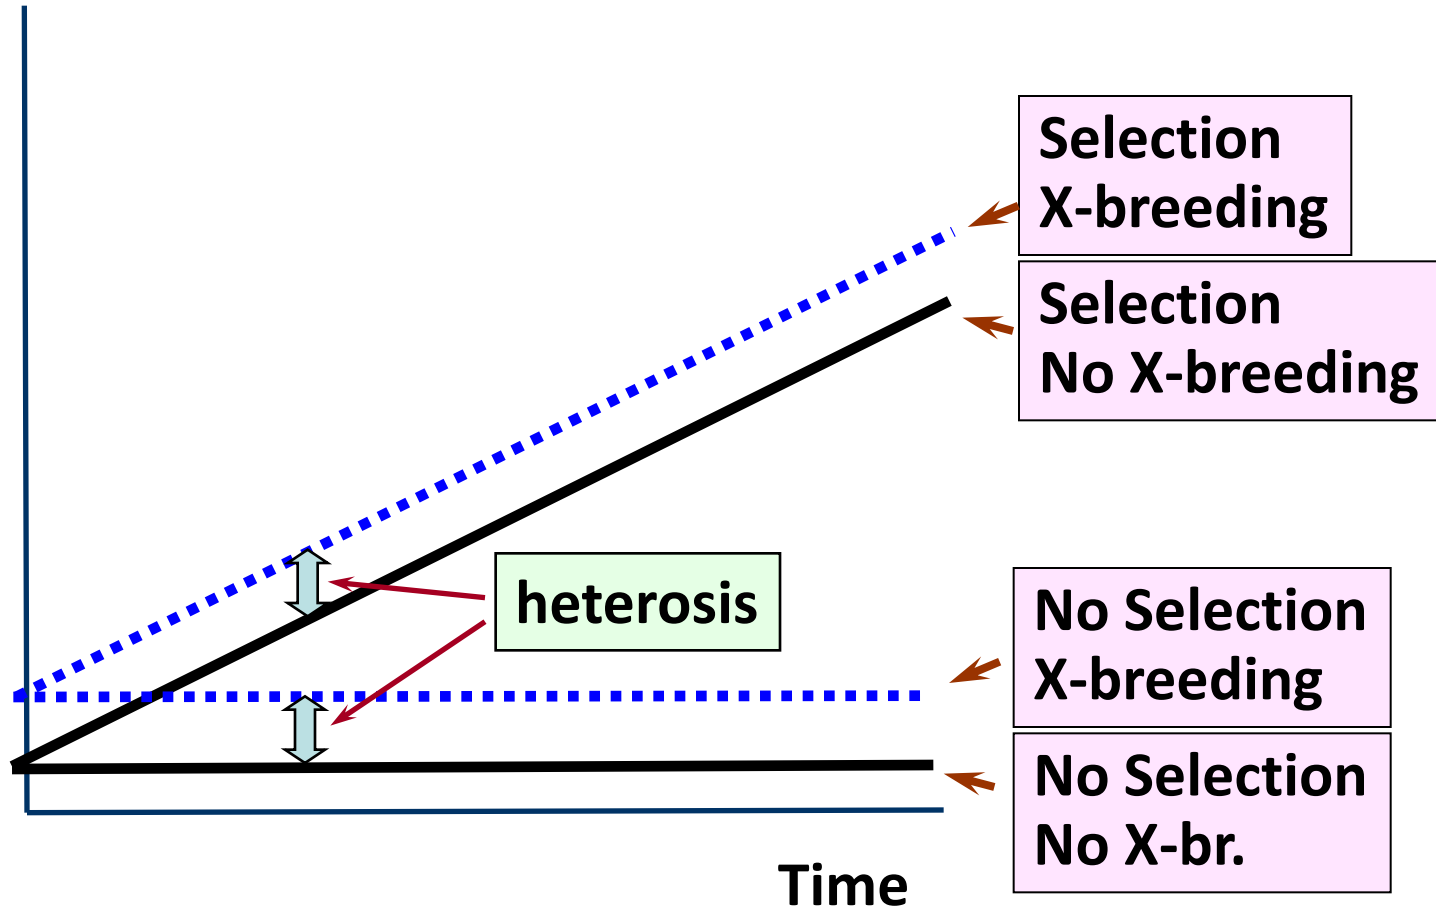 Selection
X-breeding
Selection
No X-breeding
heterosis
No Selection
X-breeding
No Selection
No X-br.
Time